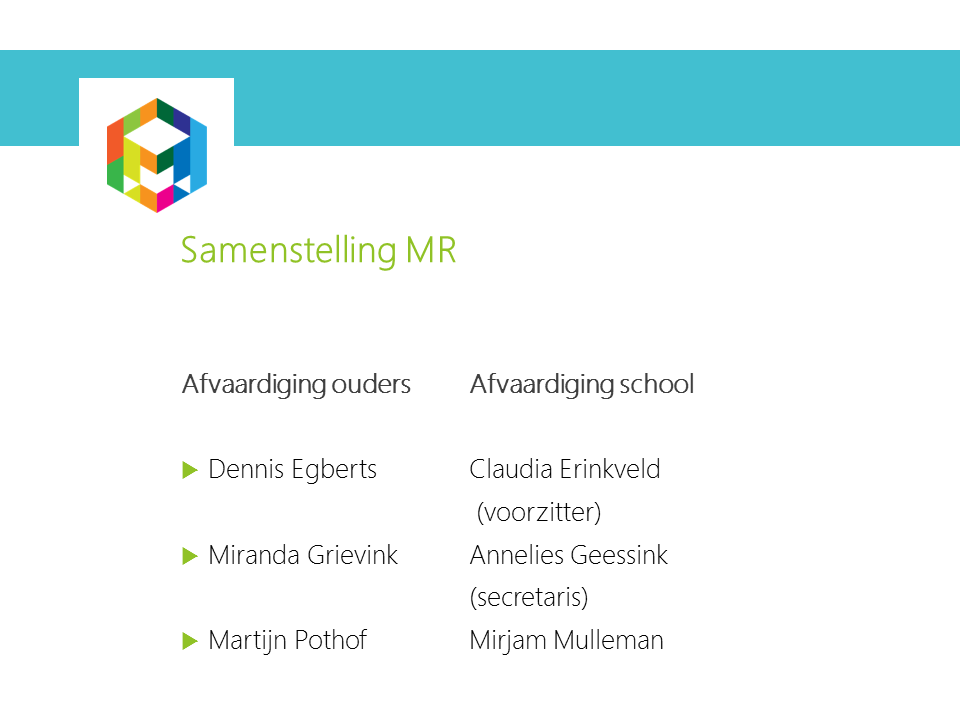 Samenstelling MR
Afvaardiging ouders Afvaardiging school
Dennis Egberts Claudia Erinkveld
(voorzitter)
Miranda Grievink Annelies Geessink
(secretaris)
Martijn Pothof Mirjam Mulleman